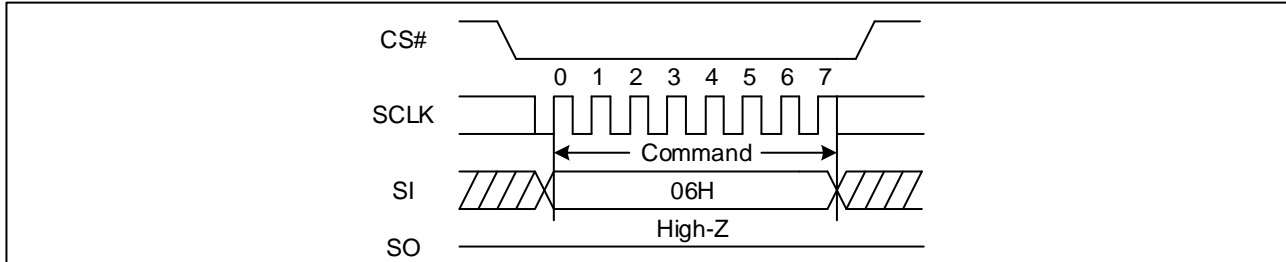 CS#
0 1 2 3 4 5 6 7
SCLK
Command
SI
06H
High-Z
SO